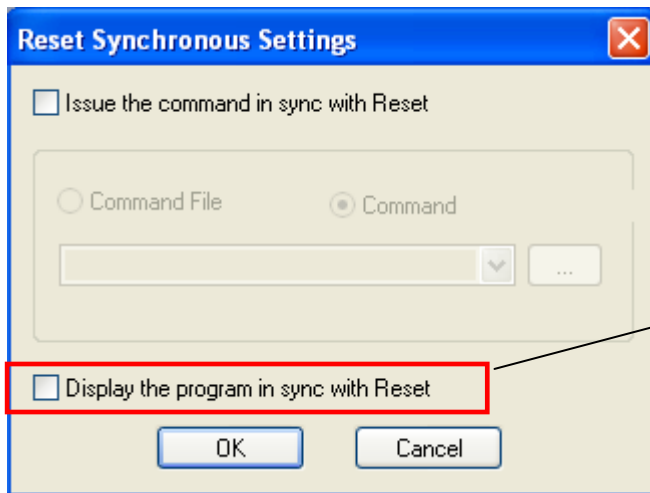 Reset Synchronous Settings
Issue the command in sync with Reset
Command File Command
...
Display the program in sync with Reset
OK Cancel